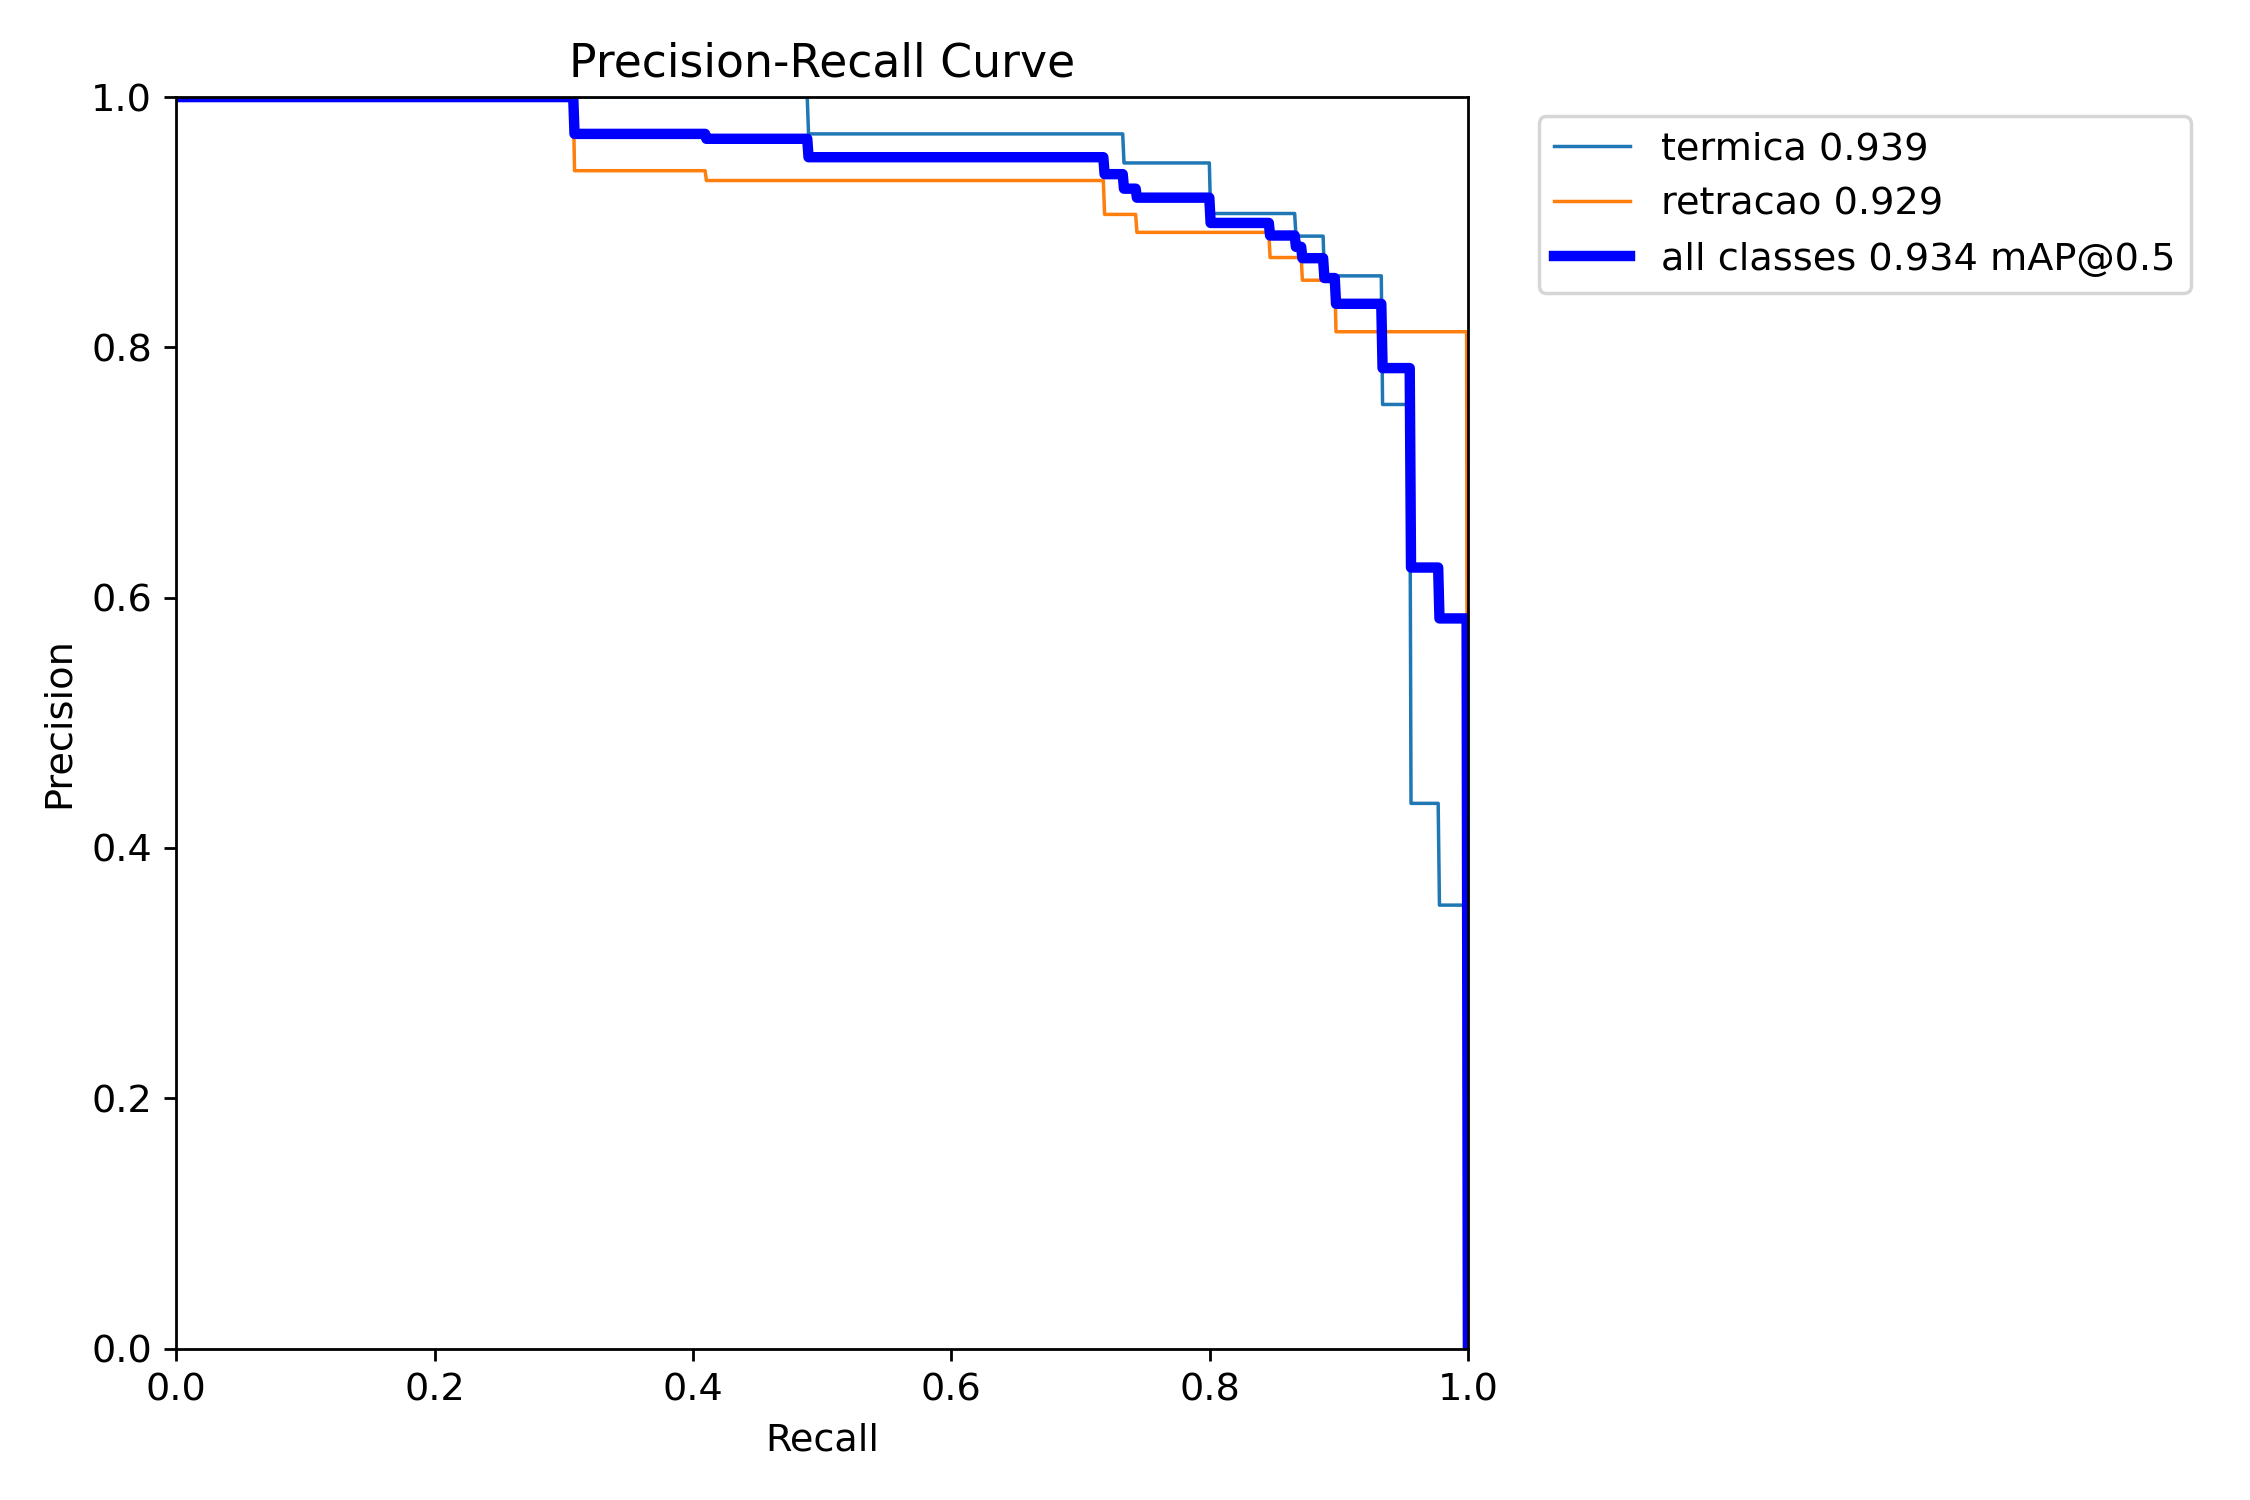 Precision-Recall Curve
1.0
0.8
0.6
0.4
0.2
0.0
Precision
0.0 0.2 0.4 0.6 0.8 1.0
Recall
termica 0.939
retracao 0.929
all classes 0.934 mAP@0.5